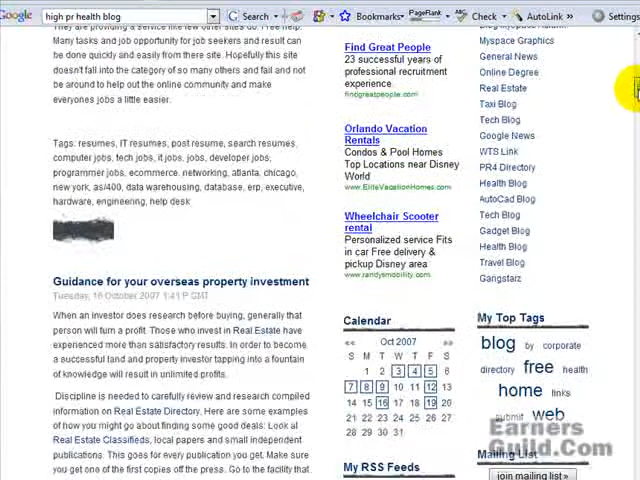 Google
high pr health blog
Search
Bookmarks
PageRank
Check
AutoLink
Settings
They are providing a service like few other sites do. Free help.
Many tasks and job opportunity for job seekers and result can
be done quickly and easily from there site. Hopefully this site
doesn't fall into the category of so many others and fail and not
be around to help out the online community and make
everyones jobs a little easier.
Tags: resumes, IT resumes, post resume, search resumes,
computer jobs, tech jobs, it jobs, jobs, developer jobs,
programmer jobs, ecommerce. networking, atlanta, chicago,
new york, as/400, data warehousing, database, erp, executive,
hardware, engineering, help desk
Guidance for your overseas property investment
Tuesday, 16 October 2007 1:41 P GMT
When an investor does research before buying, generally that
person will turn a profit. Those who invest in Real Estate have
experienced more than satisfactory results. In order to become
a successful land and property investor tapping into a fountain
of knowledge will result in unlimited profits.
Discipline is needed to carefully review and research compiled
information on Real Estate Directory. Here are some examples
of how you might go about finding some good deals: Look at
Real Estate Classifieds, local papers and small independent
publications. This goes for every publication you get. Make sure
you get one of the first copies off the press. Go to the facility that
Find Great People
23 successful years of
professional recruitment
experience.
findgreatpeople.com
Orlando Vacation
Rentals
Condos & Pool Homes
Top Locations near Disney
World
www.EliteVacationHomes.com
Wheelchair Scooter
rental
Personalized service Fits
in car Free delivery &
pickup Disney area
www.randysmobility.com
Calendar
«« Oct 2007 »»
S M T W T F S
1 2 3 4 5 6
7 8 9 10 11 12 13
14 15 16 17 18 19 20
21 22 23 24 25 26 27
28 29 30 31
My RSS Feeds
Myspace Graphics
General News
Online Degree
Real Estate
Taxi Blog
Tech Blog
Google News
WTS Link
PR4 Directory
Health Blog
AutoCad Blog
Tech Blog
Gadget Blog
Health Blog
Travel Blog
Gangstarz
My Top Tags
blog by corporate
directory free health
home links
submit web
Earners
Guild.Com
Mailing List
join mailing list »